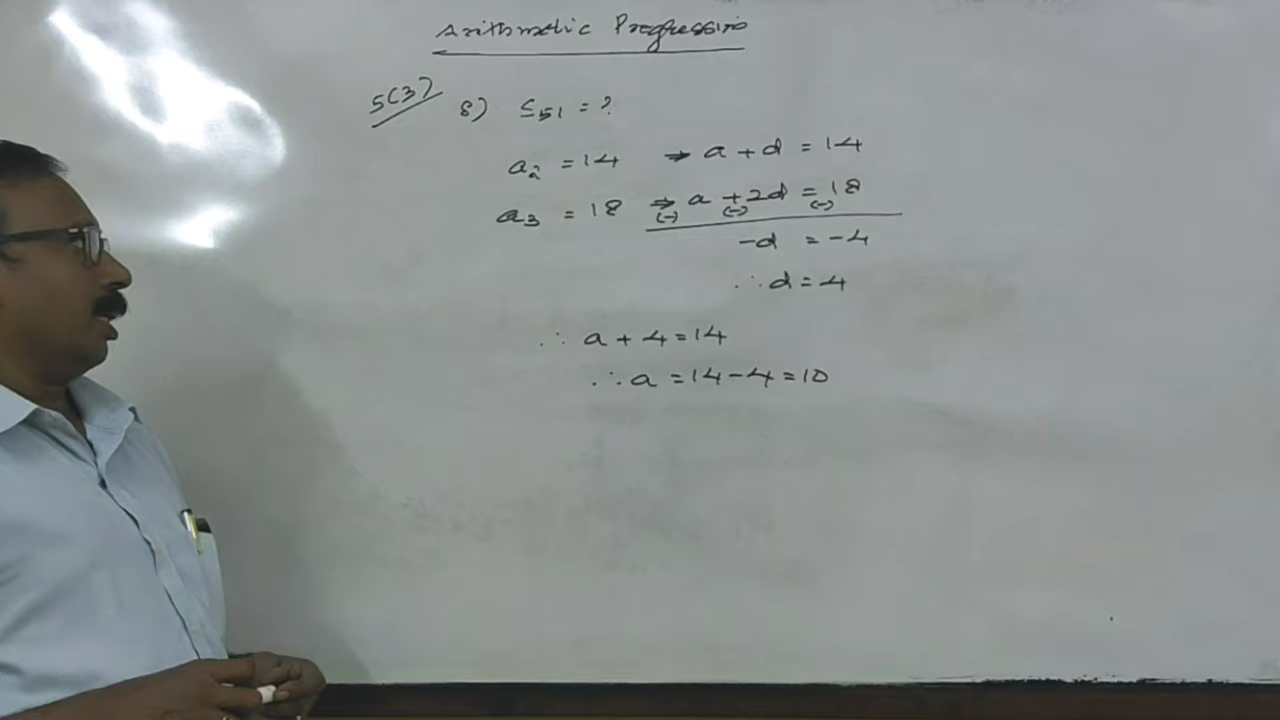 Arithmetic Progression
5(3) 8) S51 = ?
a2 = 14 → a + d = 14
a3 = 18 → a + 2d = 18
(-) (-) (-)
-d = -4
∴ d = 4
∴ a + 4 = 14
∴ a = 14 - 4 = 10